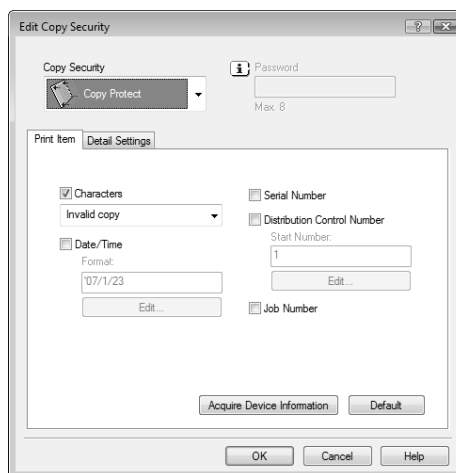 Edit Copy Security
Copy Security
Copy Protect
Password
Max. 8
Print Item
Detail Settings
Characters
Invalid copy
Date/Time
Format:
'07/1/23
Edit...
Serial Number
Distribution Control Number
Start Number:
1
Edit...
Job Number
Acquire Device Information
Default
OK
Cancel
Help